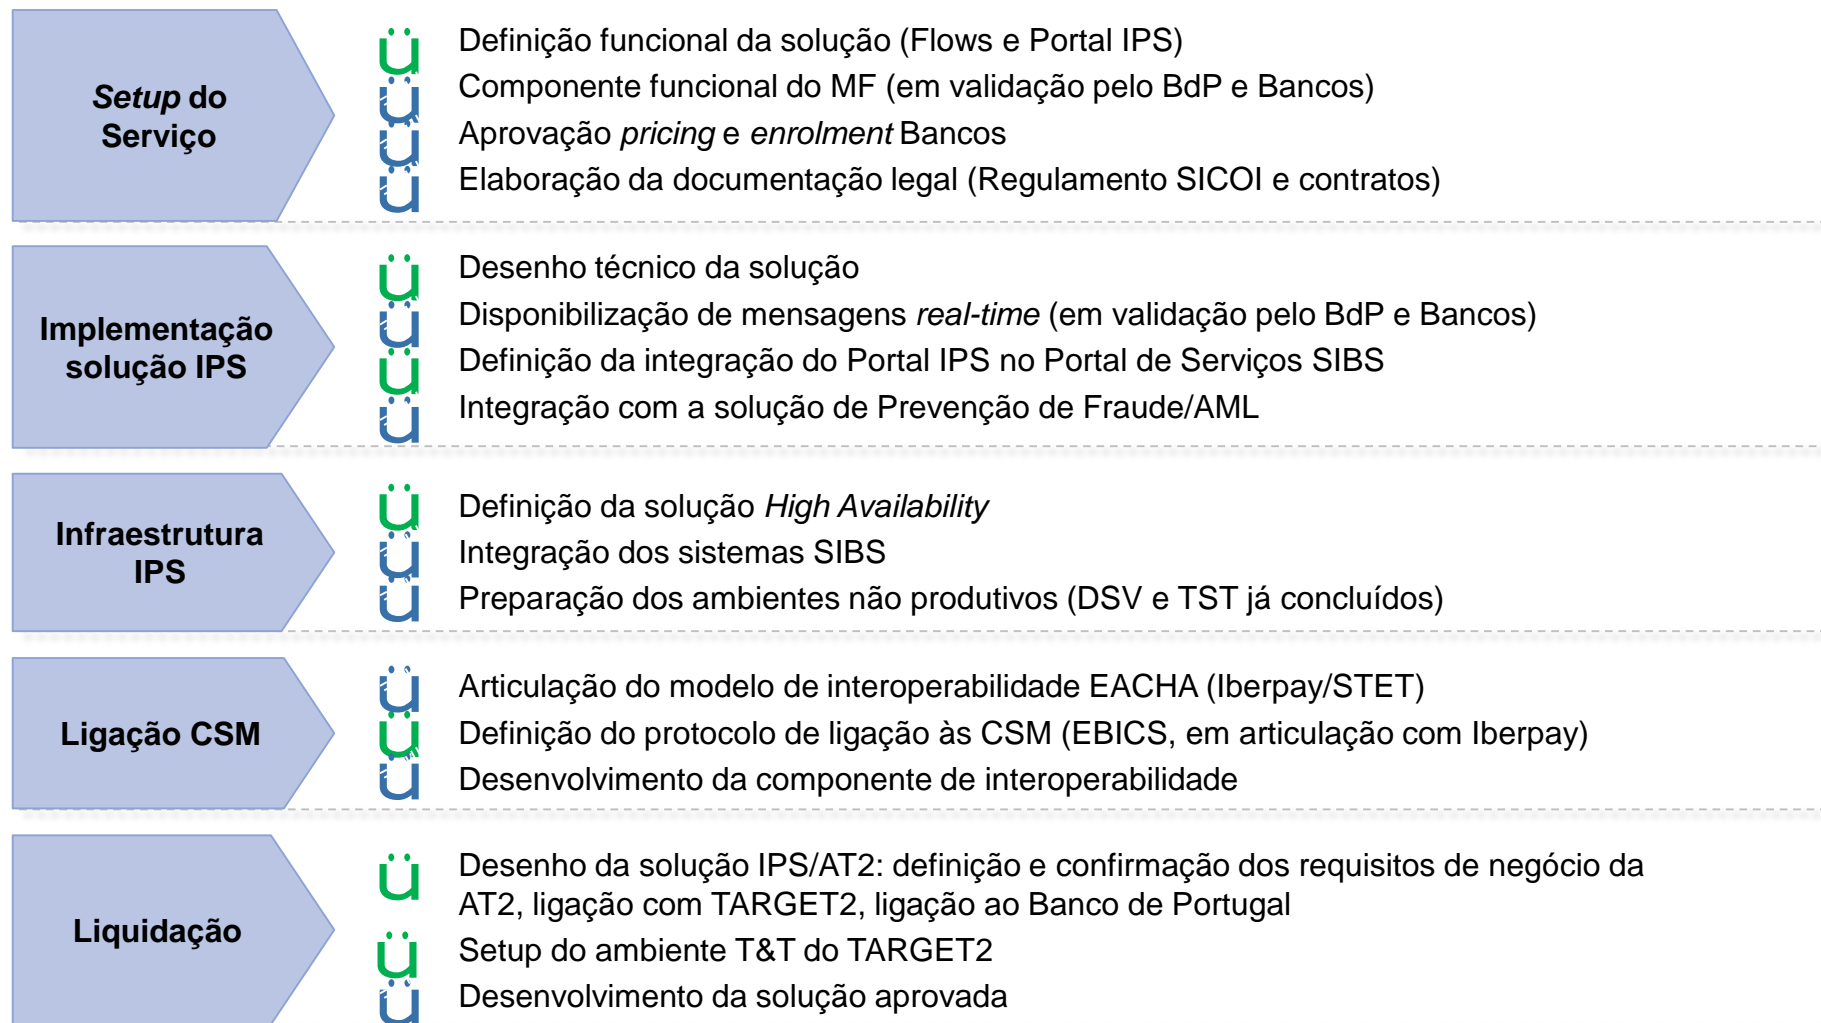 Setup do
Serviço
ü Definição funcional da solução (Flows e Portal IPS)
ü Componente funcional do MF (em validação pelo BdP e Bancos)
ü Aprovação pricing e enrolment Bancos
ü Elaboração da documentação legal (Regulamento SICOI e contratos)
Implementação
solução IPS
ü Desenho técnico da solução
ü Disponibilização de mensagens real-time (em validação pelo BdP e Bancos)
ü Definição da integração do Portal IPS no Portal de Serviços SIBS
ü Integração com a solução de Prevenção de Fraude/AML
Infraestrutura
IPS
ü Definição da solução High Availability
ü Integração dos sistemas SIBS
ü Preparação dos ambientes não produtivos (DSV e TST já concluídos)
Ligação CSM
ü Articulação do modelo de interoperabilidade EACHA (Iberpay/STET)
ü Definição do protocolo de ligação às CSM (EBICS, em articulação com Iberpay)
ü Desenvolvimento da componente de interoperabilidade
Liquidação
ü Desenho da solução IPS/AT2: definição e confirmação dos requisitos de negócio da
AT2, ligação com TARGET2, ligação ao Banco de Portugal
ü Setup do ambiente T&T do TARGET2
ü Desenvolvimento da solução aprovada